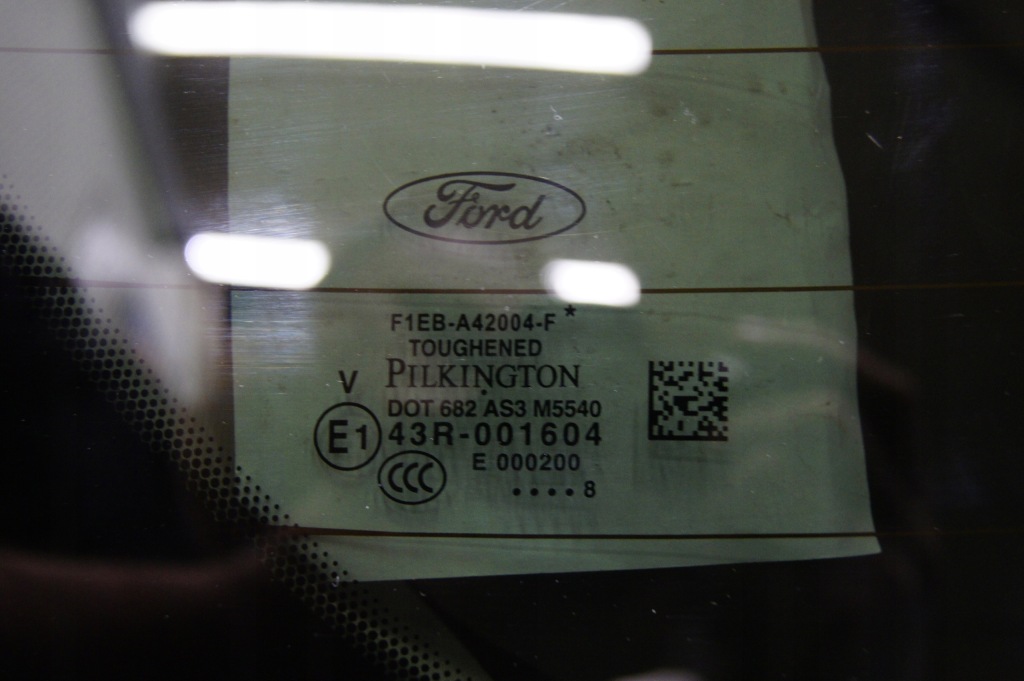 Ford
F1EB-A42004-F *
TOUGHENED
PILKINGTON
V
DOT 682 AS3 M5540
E1 43R-001604
E 000200
CCC
....8